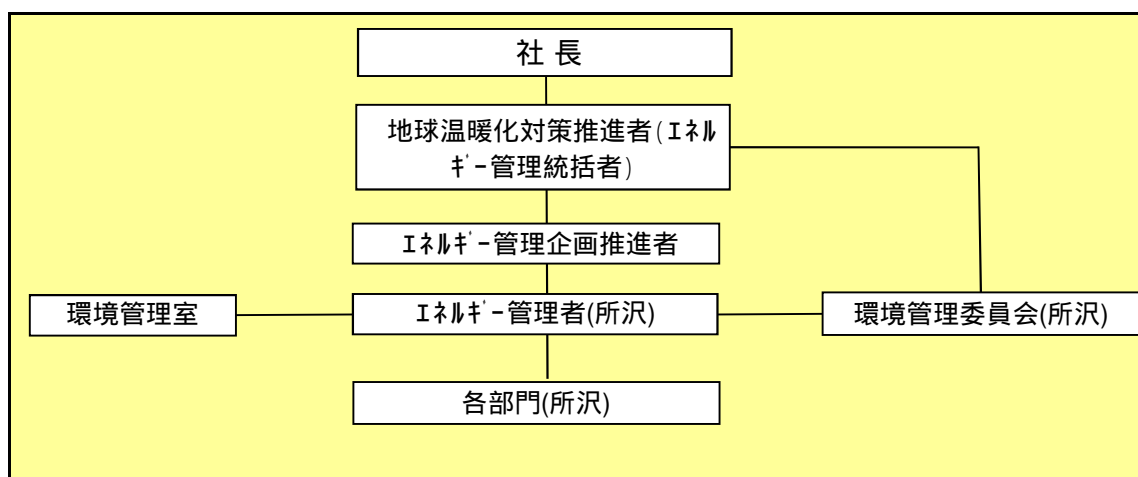 社 長
地球温暖化対策推進者(ｴﾈﾙ
ｷﾞｰ管理統括者)
ｴﾈﾙｷﾞｰ管理企画推進者
環境管理室
ｴﾈﾙｷﾞｰ管理者(所沢)
環境管理委員会(所沢)
各部門(所沢)